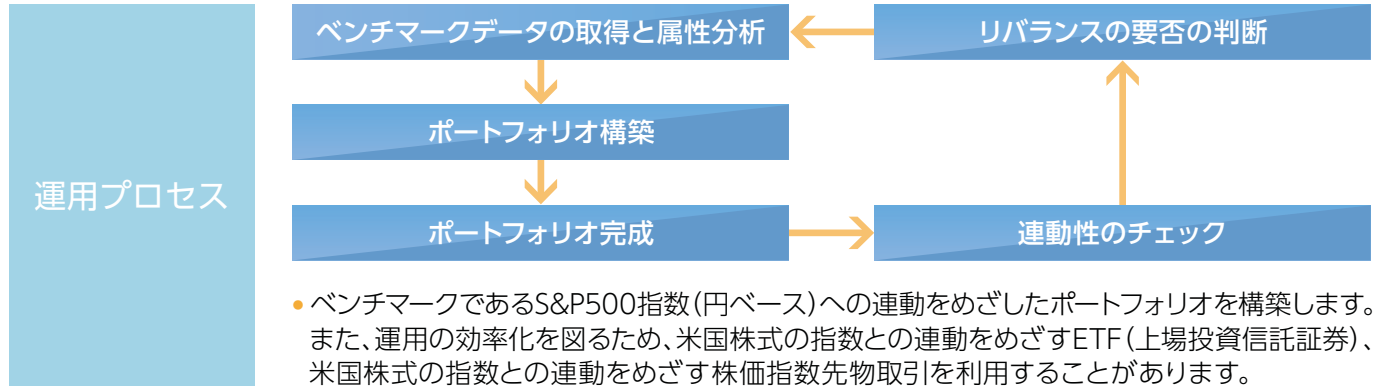 運用プロセス
ベンチマークデータの取得と属性分析
リバランスの要否の判断
ポートフォリオ構築
ポートフォリオ完成
連動性のチェック
•ベンチマークであるS&P500指数(円ベース)への連動をめざしたポートフォリオを構築します。
また、運用の効率化を図るため、米国株式の指数との連動をめざすETF(上場投資信託証券)、
米国株式の指数との連動をめざす株価指数先物取引を利用することがあります。